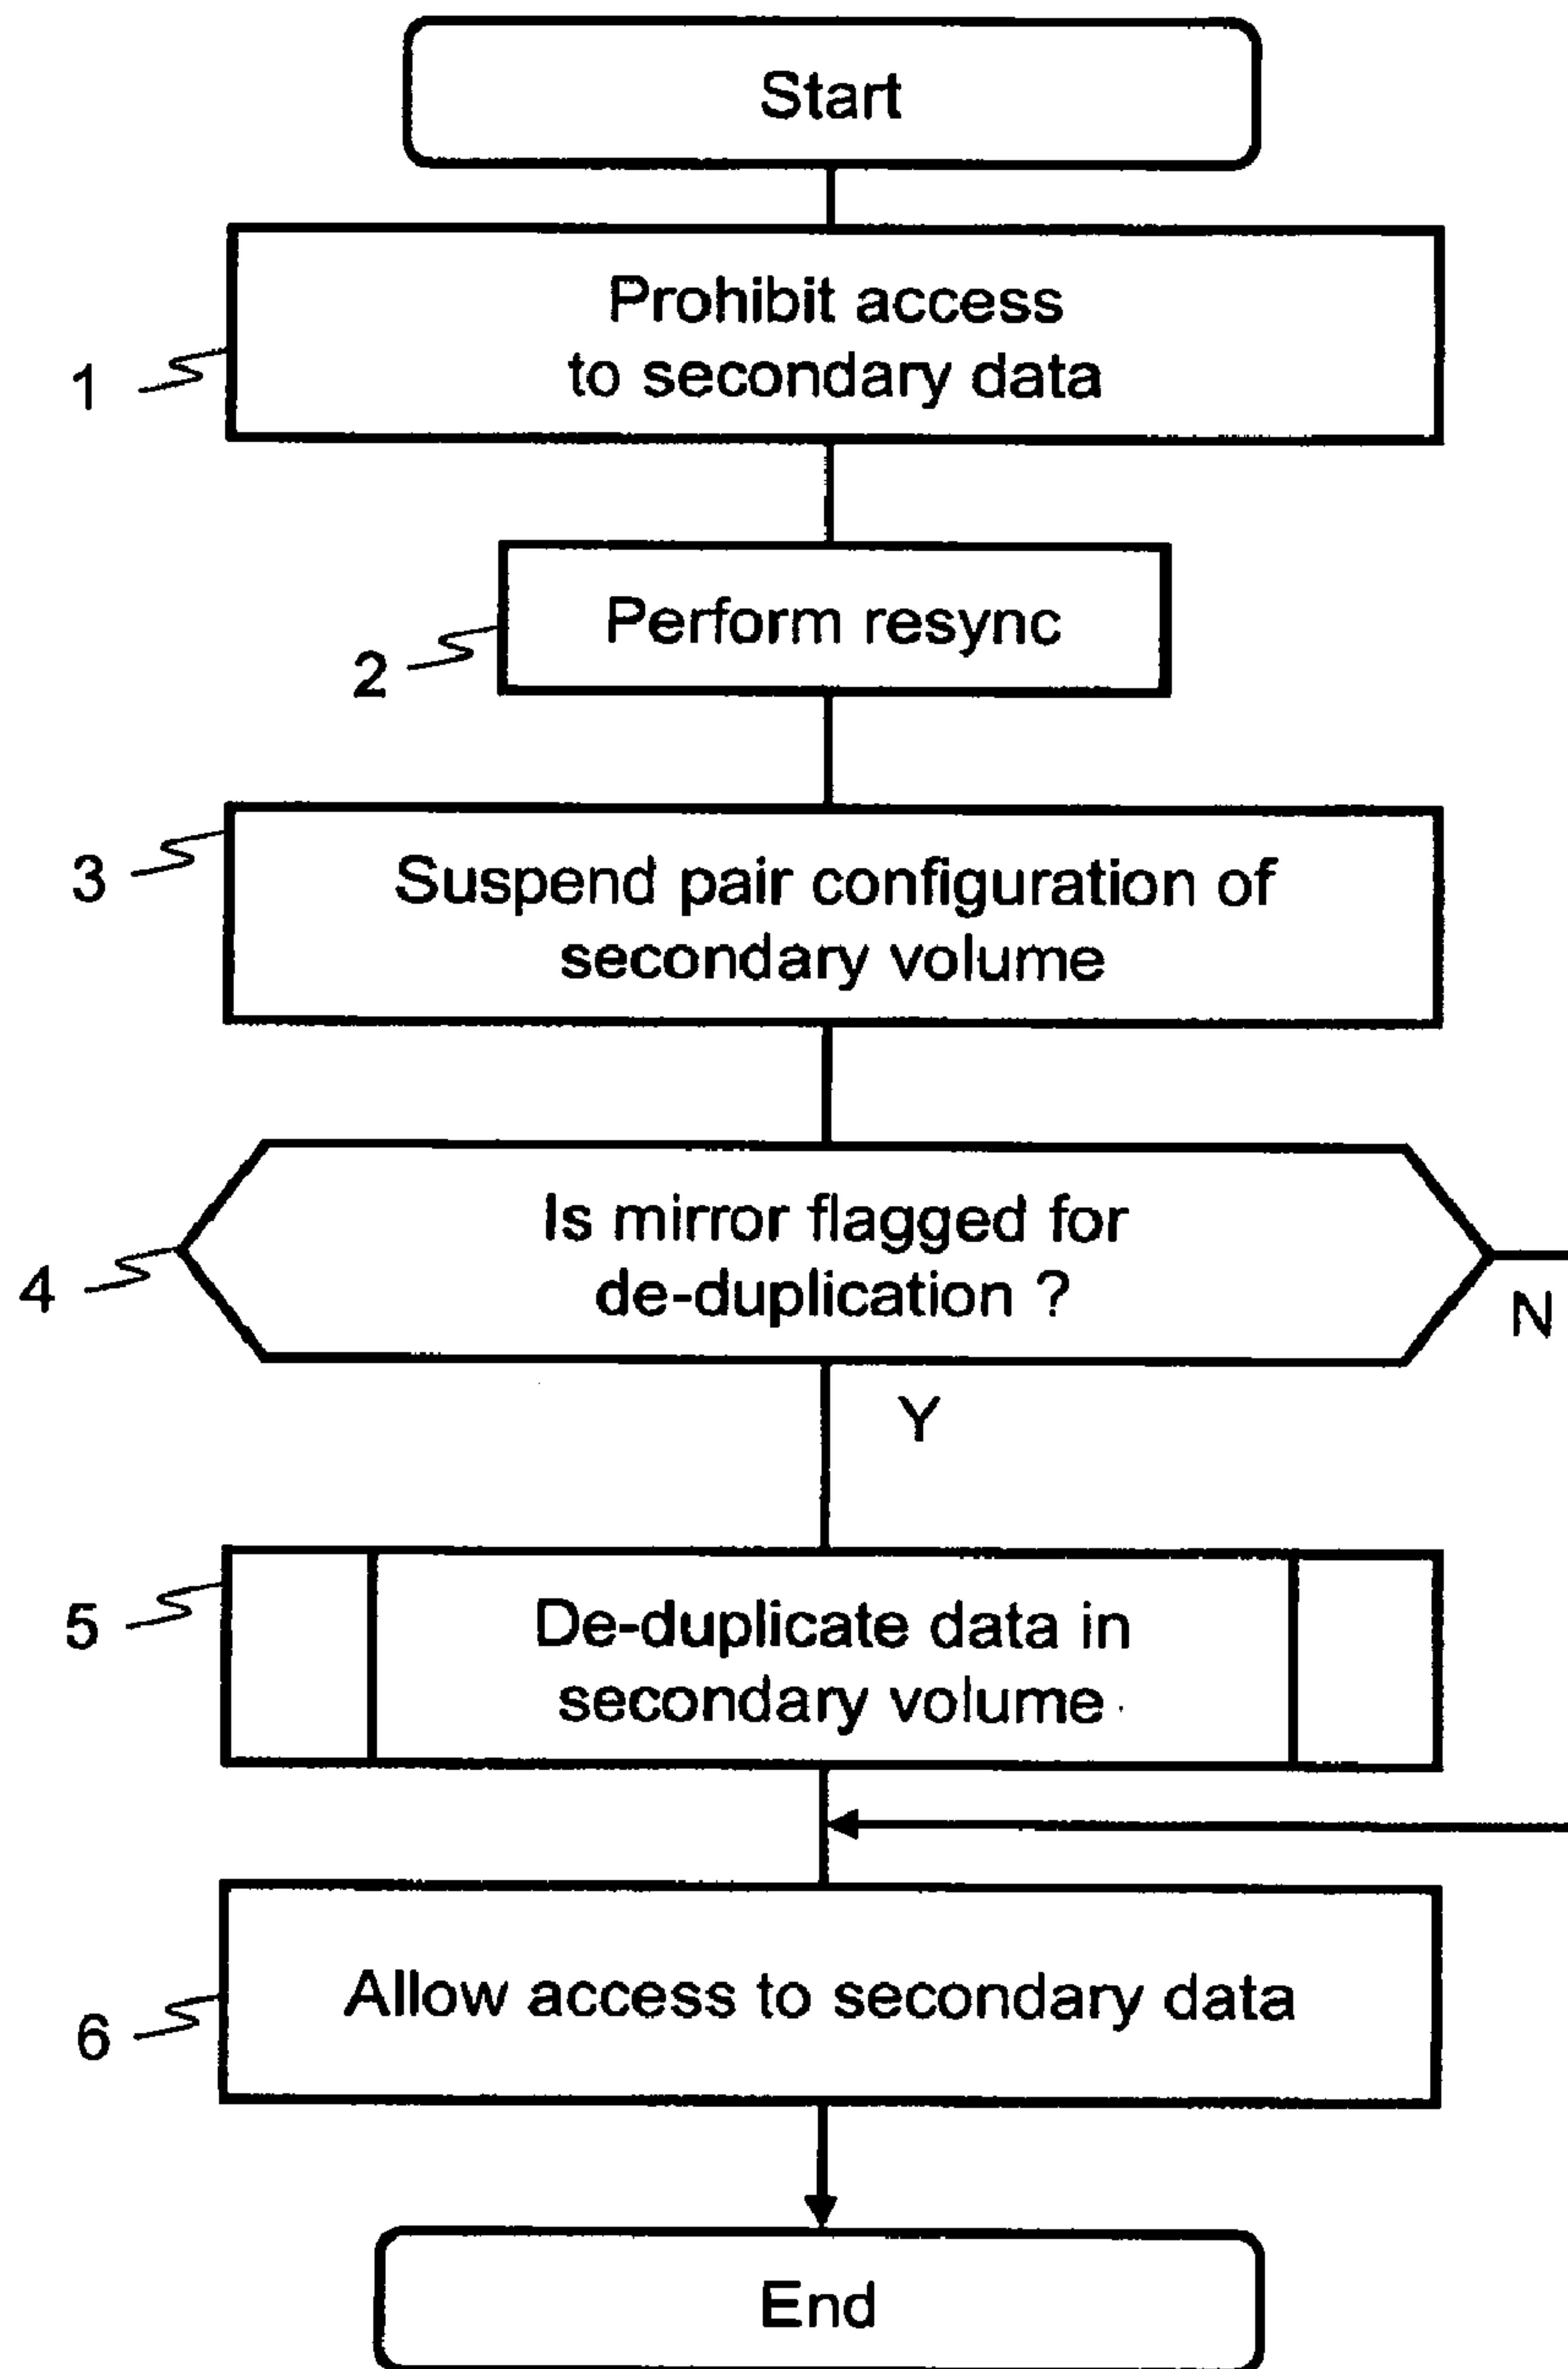 Start
Prohibit access
to secondary data
1
Perform resync
2
Suspend pair configuration of
secondary volume
3
Is mirror flagged for
de-duplication ?
4
N
Y
De-duplicate data in
secondary volume
5
Allow access to secondary data
6
End